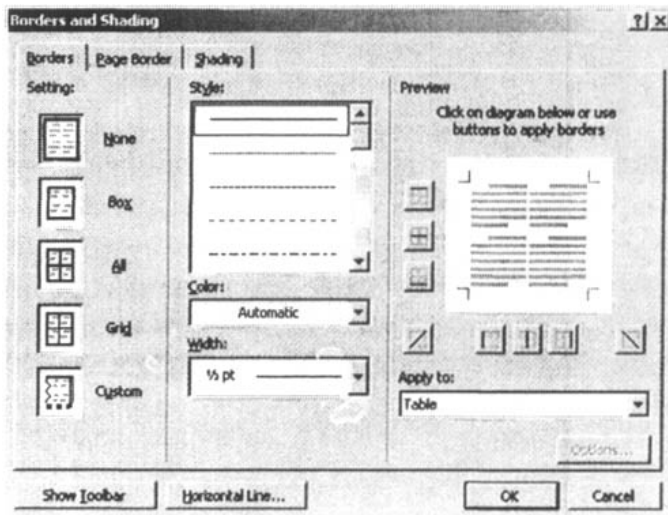 Borders and Shading
Borders
Page Border
Shading
Setting:
None
Box
All
Grid
Custom
Style:
Color:
Automatic
Width:
½ pt
Preview
Click on diagram below or use
buttons to apply borders
Apply to:
Table
Options...
Show Toolbar
Horizontal Line...
OK
Cancel